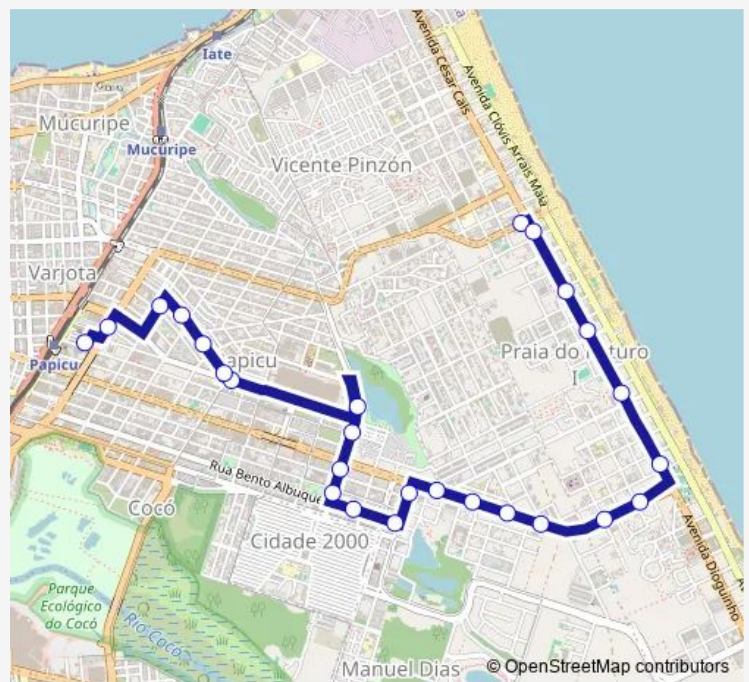 Iate
Avenida César Cals
Avenida Clóvis Arrais Maia
Mucuripe
Mucuripe
Vicente Pinzón
Varjota
Papicu
apicu
Praia do uturo
Rua Bento Albuque
Cocó
Cidade 2000
Avenida Dioguinho
Parque
Ecológico
do Cocó
Rio Cocó
Manuel Dias
© OpenStreetMap contributors